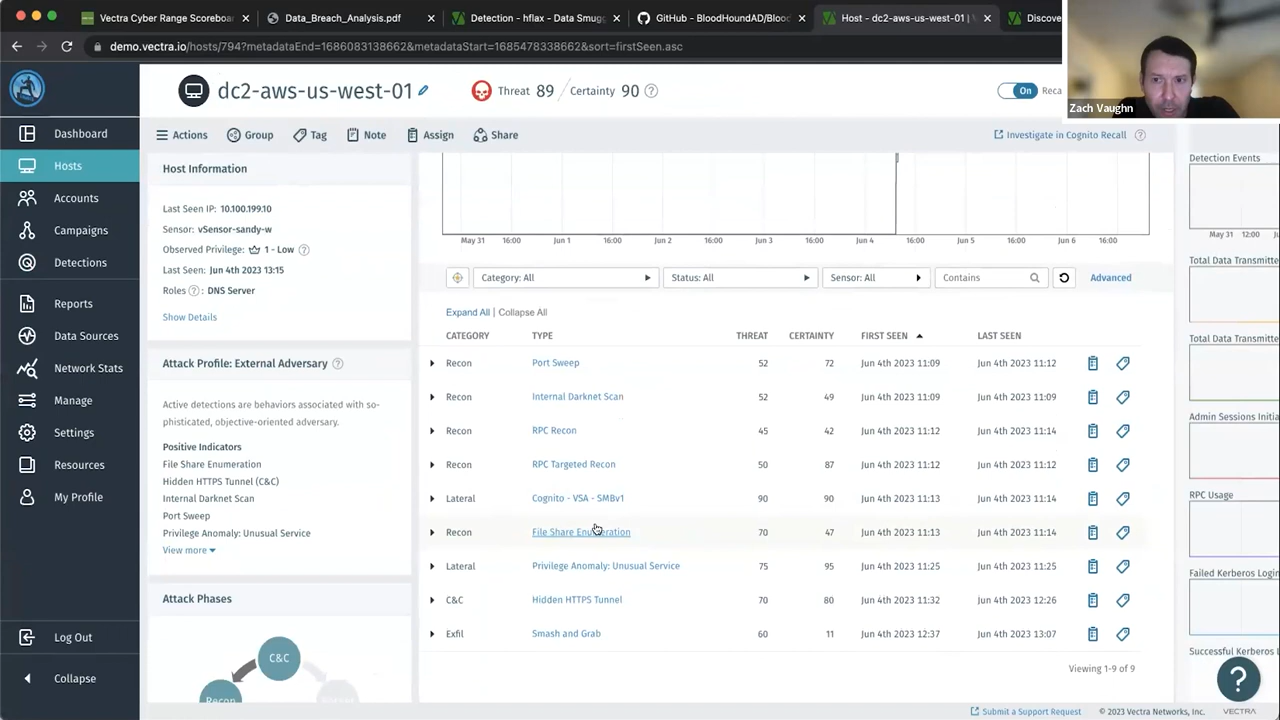 Vectra Cyber Range Scoreboa
Data_Breach_Analysis.pdf
Detection - hflax - Data Smugg
GitHub - BloodHoundAD/Blood
Host - dc2-aws-us-west-01 |
Discove
demo.vectra.io/hosts/794?metadataEnd=1686083138662&metadataStart=1685478338662&sort=firstSeen.asc
Zach Vaughn
dc2-aws-us-west-01
Threat 89 / Certainty 90 ?
On Reca
Actions Group Tag Note Assign Share
Investigate in Cognito Recall ?
Dashboard
Hosts
Accounts
Campaigns
Detections
Reports
Data Sources
Network Stats
Manage
Settings
Resources
My Profile
Log Out
Collapse
Host Information
Last Seen IP: 10.100.199.10
Sensor: vSensor-sandy-w
Observed Privilege: 1 - Low ?
Last Seen: Jun 4th 2023 13:15
Roles ? : DNS Server
Show Details
Attack Profile: External Adversary ?
Active detections are behaviors associated with so-
phisticated, objective-oriented adversary.
Positive Indicators
File Share Enumeration
Hidden HTTPS Tunnel (C&C)
Internal Darknet Scan
Port Sweep
Privilege Anomaly: Unusual Service
View more
Attack Phases
C&C
Recon
May 31 16:00 Jun 1 16:00 Jun 2 16:00 Jun 3 16:00 Jun 4 16:00 Jun 5 16:00 Jun 6 16:00
Category: All Status: All Sensor: All Contains Advanced
Expand All | Collapse All
CATEGORY TYPE THREAT CERTAINTY FIRST SEEN LAST SEEN
Recon Port Sweep 52 72 Jun 4th 2023 11:09 Jun 4th 2023 11:12
Recon Internal Darknet Scan 52 49 Jun 4th 2023 11:09 Jun 4th 2023 11:09
Recon RPC Recon 45 42 Jun 4th 2023 11:12 Jun 4th 2023 11:14
Recon RPC Targeted Recon 50 87 Jun 4th 2023 11:12 Jun 4th 2023 11:12
Lateral Cognito - VSA - SMBv1 90 90 Jun 4th 2023 11:13 Jun 4th 2023 11:14
Recon File Share Enumeration 70 47 Jun 4th 2023 11:13 Jun 4th 2023 11:14
Lateral Privilege Anomaly: Unusual Service 75 95 Jun 4th 2023 11:25 Jun 4th 2023 11:25
C&C Hidden HTTPS Tunnel 70 80 Jun 4th 2023 11:32 Jun 4th 2023 12:26
Exfil Smash and Grab 60 11 Jun 4th 2023 12:37 Jun 4th 2023 13:07
Viewing 1-9 of 9
Detection Events
May 31 12:00 Ju
Total Data Transmitte
Total Data Transmitte
Admin Sessions Initia
RPC Usage
Failed Kerberos Login
Successful Kerberos L
?
Submit a Support Request © 2023 Vectra Networks, Inc. VECTRA